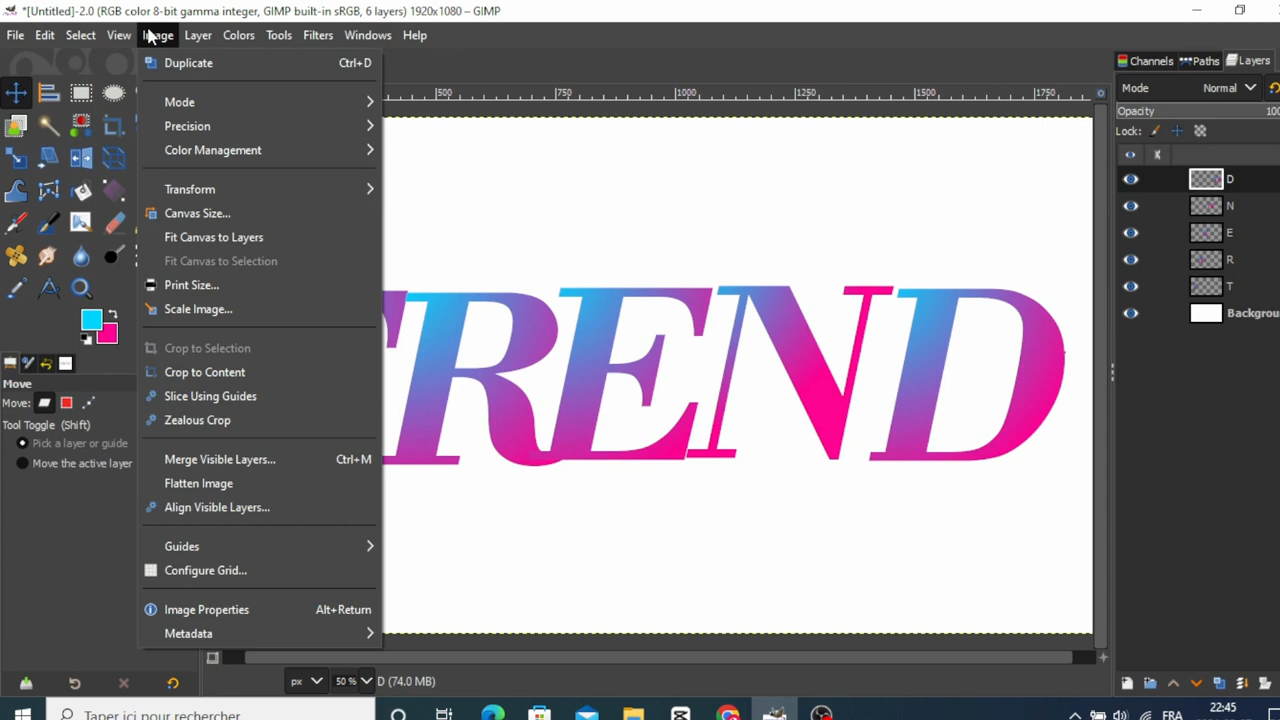 *[Untitled]-2.0 (RGB color 8-bit gamma integer, GIMP built-in sRGB, 6 layers) 1920x1080 – GIMP
File Edit Select View Image Layer Colors Tools Filters Windows Help
Duplicate Ctrl+D
Mode
Precision
Color Management
Transform
Canvas Size...
Fit Canvas to Layers
Fit Canvas to Selection
Print Size...
Scale Image...
Crop to Selection
Crop to Content
Slice Using Guides
Zealous Crop
Merge Visible Layers... Ctrl+M
Flatten Image
Align Visible Layers...
Guides
Configure Grid...
Image Properties Alt+Return
Metadata
Move
Move:
Tool Toggle (Shift)
Pick a layer or guide
Move the active layer
500 750 1000 1250 1500 1750
TREND
px 50 % D (74.0 MB)
Channels Paths Layers
Mode Normal
Opacity 100
Lock:
D
N
E
R
T
Backgrou
Taper ici pour rechercher
FRA
22:45